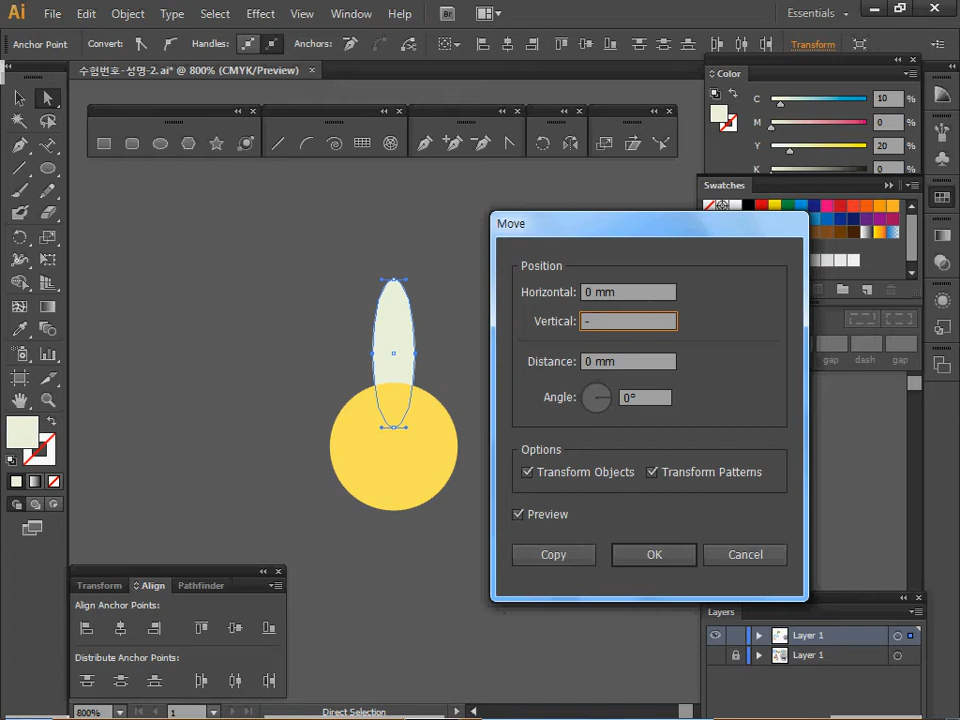 Ai File Edit Object Type Select Effect View Window Help Br Essentials
Anchor Point Convert: Handles: Anchors: Transform
수험번호-성명-2.ai* @ 800% (CMYK/Preview)
Color
C 10 %
M 0 %
Y 20 %
K 0 %
Swatches
Move
Position
Horizontal: 0 mm
Vertical: -
Distance: 0 mm
Angle: 0°
Options
Transform Objects Transform Patterns
Preview
Copy OK Cancel
gap dash gap
Transform Align Pathfinder
Align Anchor Points:
Distribute Anchor Point:
Layers
Layer 1
Layer 1
800% 1 Direct Selection